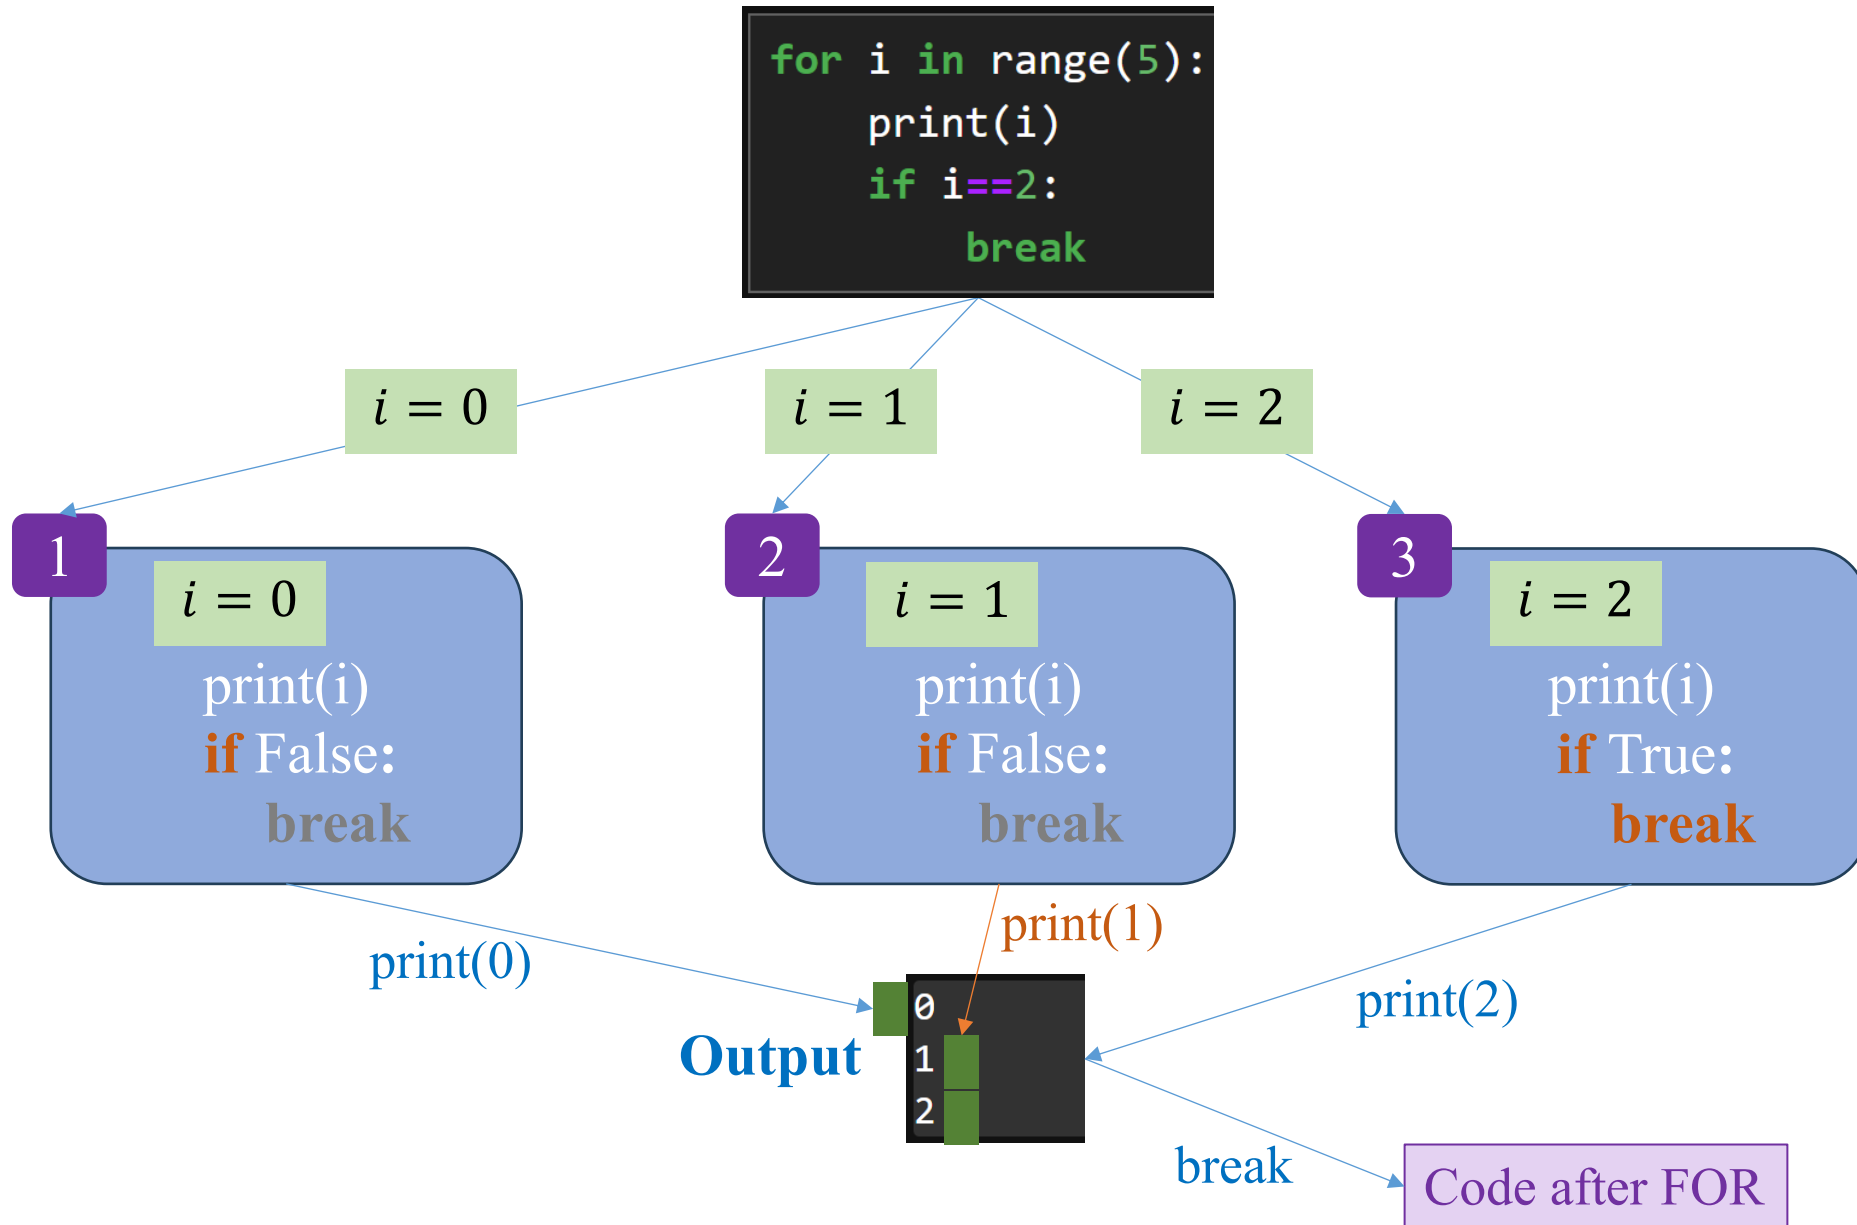 for i in range(5):
print(i)
if i==2:
break
i = 0
i = 1
i = 2
1
i = 0
print(i)
if False:
break
2
i = 1
print(i)
if False:
break
3
i = 2
print(i)
if True:
break
print(0)
print(1)
print(2)
Output
0
1
2
break
Code after FOR